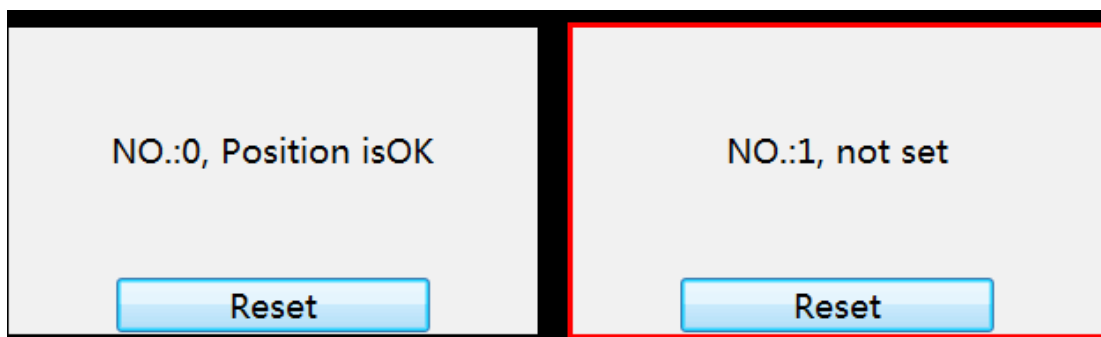 NO.:0, Position isOK
Reset
NO.:1, not set
Reset